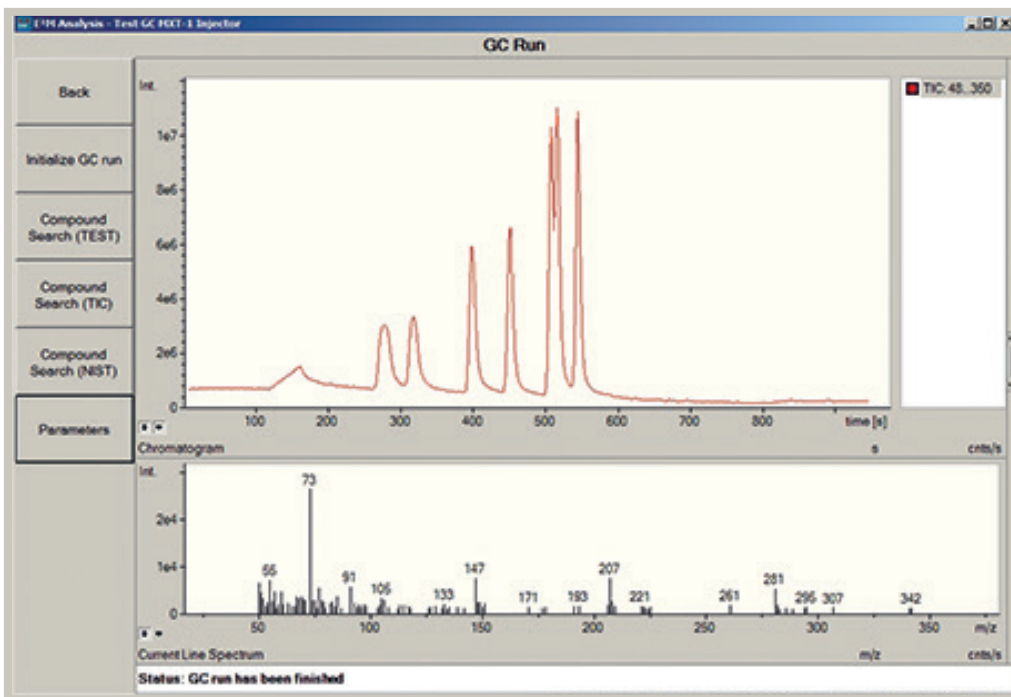 E²M Analysis - Test GC MXT-1 Injector
GC Run
Back
Initialize GC run
Compound
Search (TEST)
Compound
Search (TIC)
Compound
Search (NIST)
Parameters
Int.
1e7
8e6
6e6
4e6
2e6
0
100 200 300 400 500 600 700 800 time [s]
TIC: 48...350
Chromatogram s cnts/s
Int.
2e4
1e4
0
73
55 91 105 133 147 171 193 207 221 261 281 295 307 342
50 100 150 200 250 300 350 m/z
Current Line Spectrum m/z cnts/s
Status: GC run has been finished